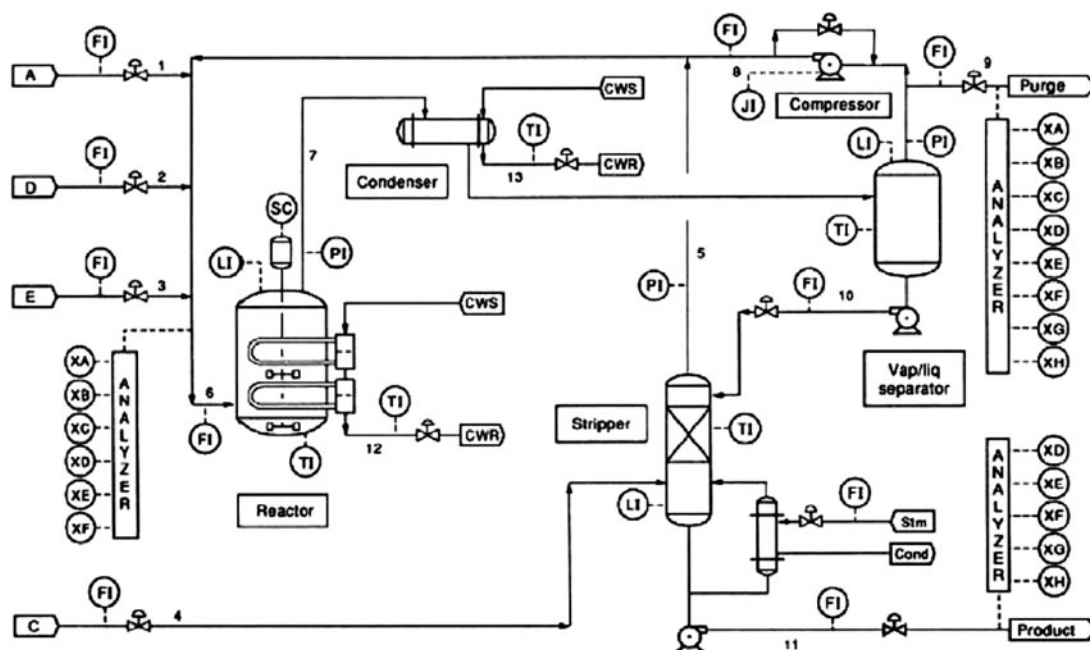 FI
FI
8
9
A
1
FI
Purge
JI
Compressor
CWS
TI
CWR
13
7
Condenser
LI
PI
XA
XB
XC
XD
XE
XF
XG
XH
ANALYZER
FI
D
2
SC
LI
PI
TI
5
FI
E
3
CWS
PI
FI
10
Vap/liq
separator
XA
XB
XC
XD
XE
XF
ANALYZER
6
FI
TI
TI
12
CWR
Reactor
Stripper
TI
LI
FI
Stm
Cond
XD
XE
XF
XG
XH
ANALYZER
FI
C
4
FI
11
Product